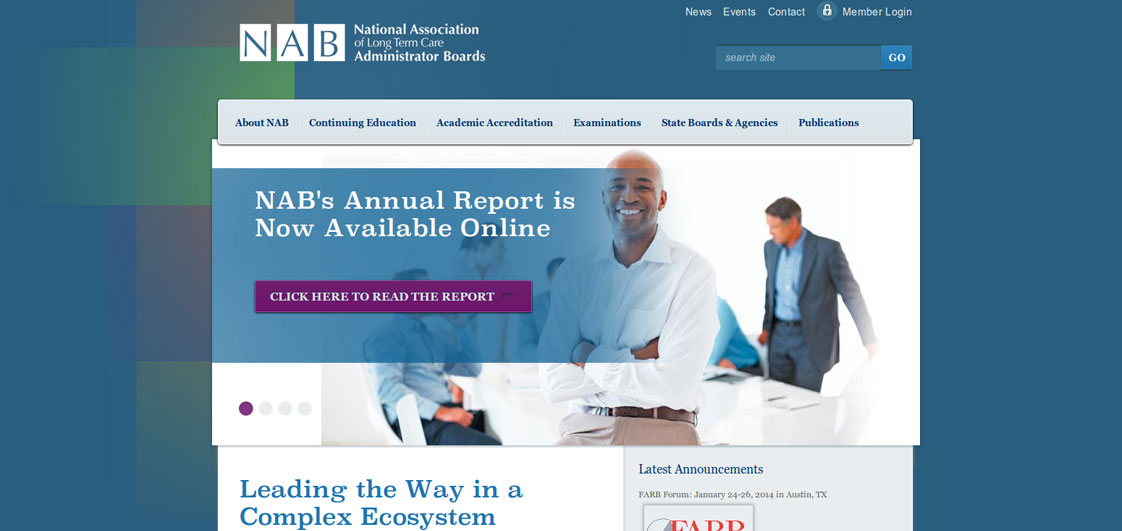 News Events Contact Member Login
NAB National Association
of Long Term Care
Administrator Boards
search site GO
About NAB Continuing Education Academic Accreditation Examinations State Boards & Agencies Publications
NAB's Annual Report is
Now Available Online
CLICK HERE TO READ THE REPORT
Leading the Way in a
Complex Ecosystem
Latest Announcements
FARB Forum: January 24-26, 2014 in Austin, TX
FARB